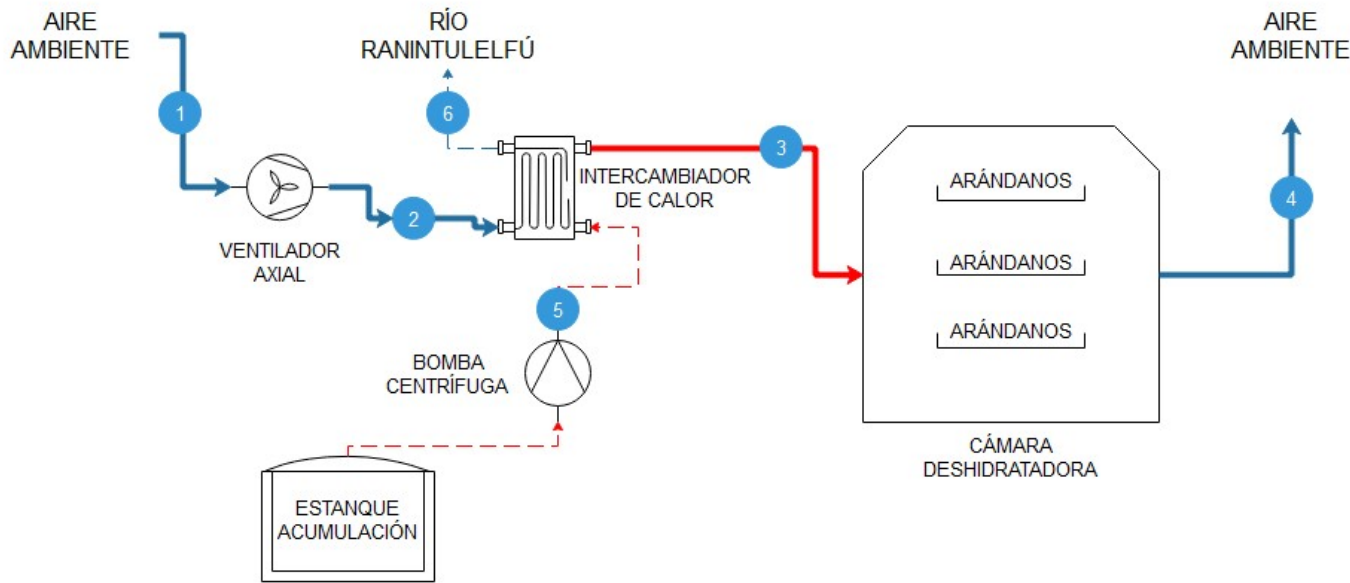 AIRE
AMBIENTE
RÍO
RANINTULELFÚ
AIRE
AMBIENTE
1
6
3
INTERCAMBIADOR
DE CALOR
ARÁNDANOS
4
2
VENTILADOR
AXIAL
ARÁNDANOS
5
ARÁNDANOS
BOMBA
CENTRÍFUGA
CÁMARA
DESHIDRATADORA
ESTANQUE
ACUMULACIÓN